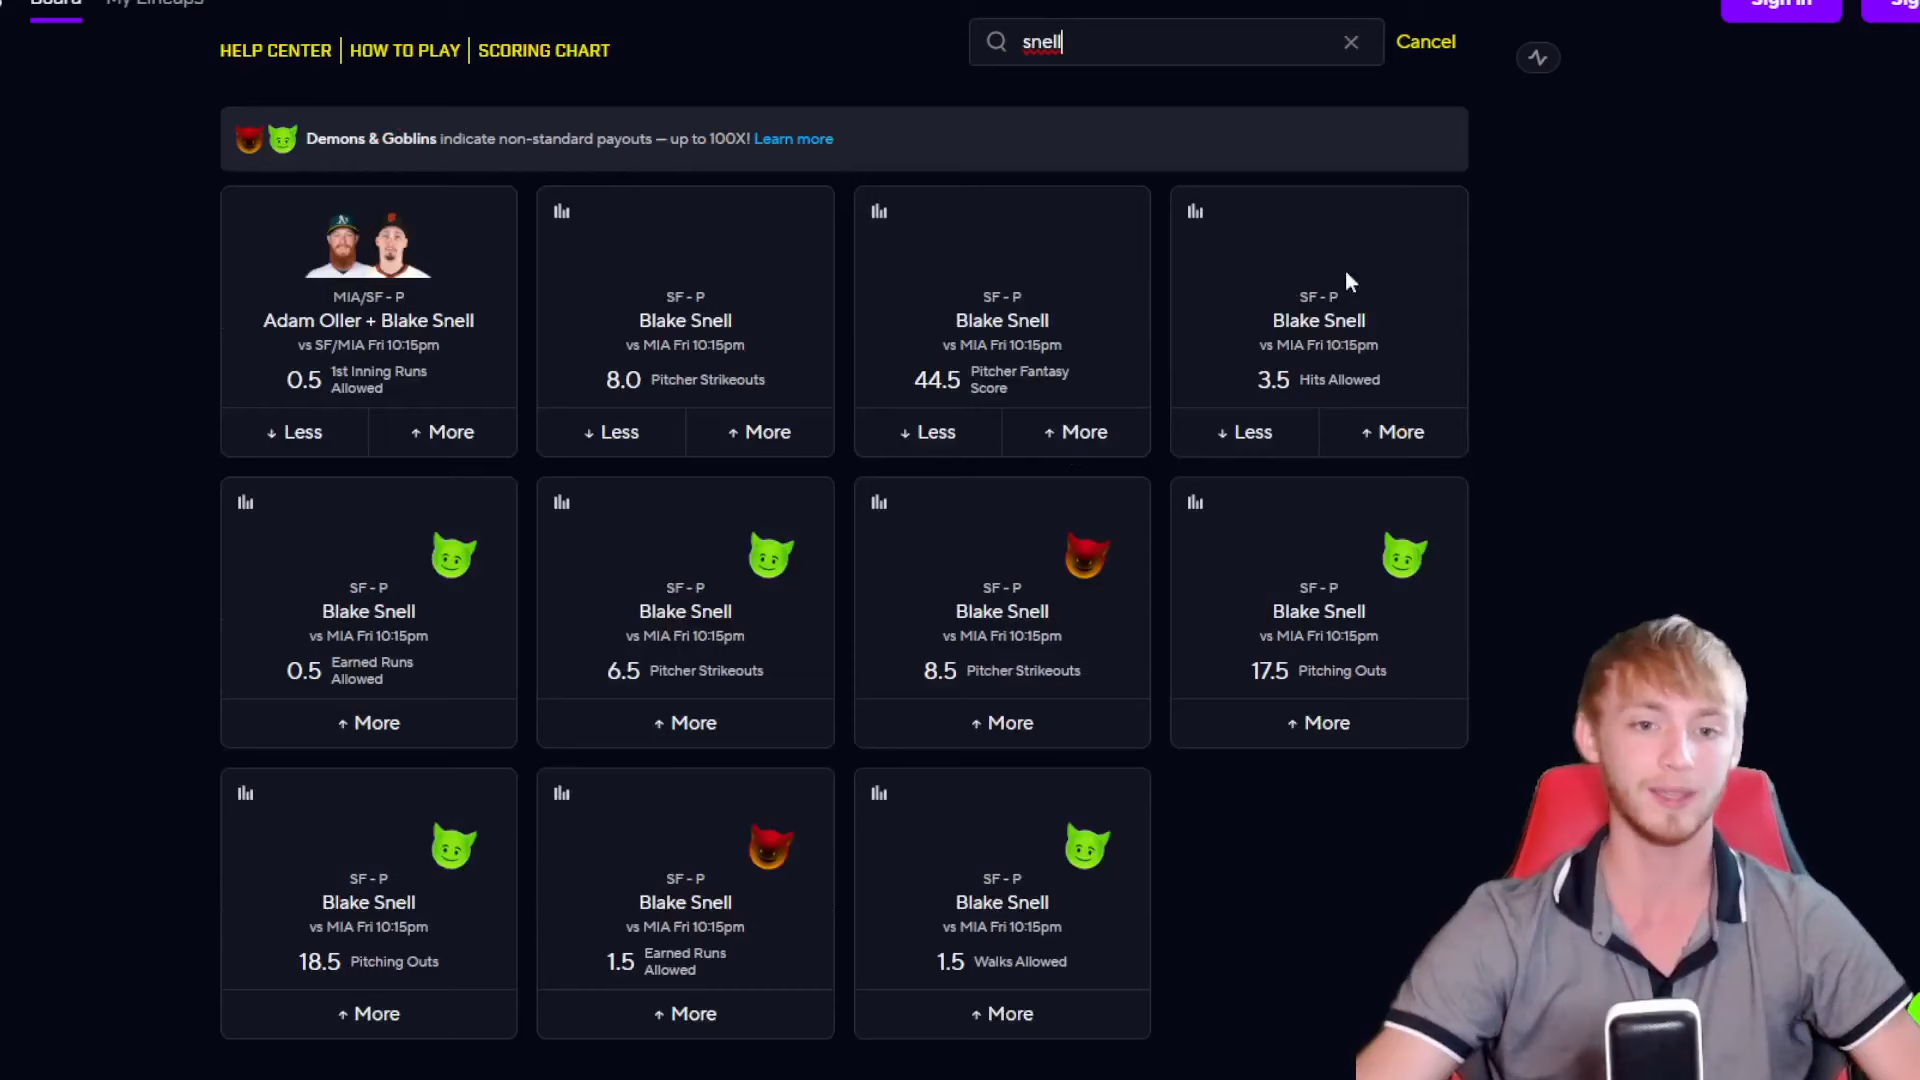 Board My Lineups
Sign In Sig
HELP CENTER HOW TO PLAY SCORING CHART
snell
Cancel
Demons & Goblins indicate non-standard payouts — up to 100X! Learn more
MIA/SF - P
Adam Oller + Blake Snell
vs SF/MIA Fri 10:15pm
0.5 1st Inning Runs
Allowed
↓ Less ↑ More
SF - P
Blake Snell
vs MIA Fri 10:15pm
8.0 Pitcher Strikeouts
↓ Less ↑ More
SF - P
Blake Snell
vs MIA Fri 10:15pm
44.5 Pitcher Fantasy
Score
↓ Less ↑ More
SF - P
Blake Snell
vs MIA Fri 10:15pm
3.5 Hits Allowed
↓ Less ↑ More
SF - P
Blake Snell
vs MIA Fri 10:15pm
0.5 Earned Runs
Allowed
↑ More
SF - P
Blake Snell
vs MIA Fri 10:15pm
6.5 Pitcher Strikeouts
↑ More
SF - P
Blake Snell
vs MIA Fri 10:15pm
8.5 Pitcher Strikeouts
↑ More
SF - P
Blake Snell
vs MIA Fri 10:15pm
17.5 Pitching Outs
↑ More
SF - P
Blake Snell
vs MIA Fri 10:15pm
18.5 Pitching Outs
↑ More
SF - P
Blake Snell
vs MIA Fri 10:15pm
1.5 Earned Runs
Allowed
↑ More
SF - P
Blake Snell
vs MIA Fri 10:15pm
1.5 Walks Allowed
↑ More